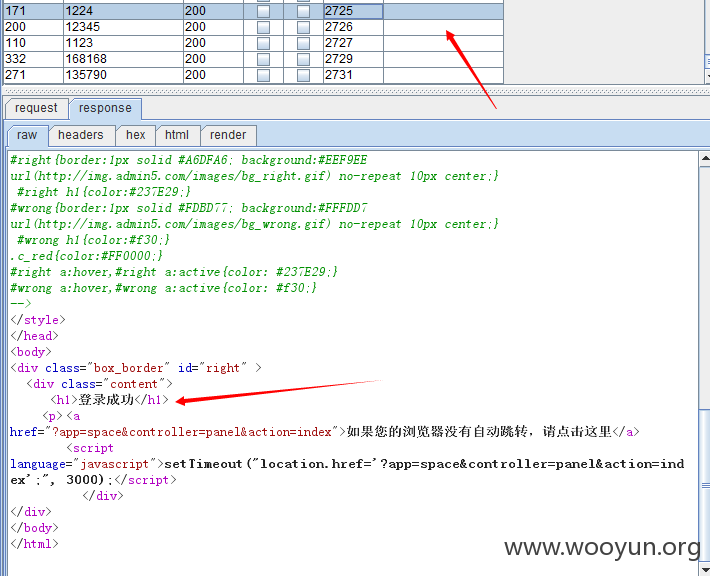 171 1224 200 2725
200 12345 200 2726
110 1123 200 2727
332 168168 200 2729
271 135790 200 2731
request response
raw headers hex html render
#right{border:1px solid #A6DFA6; background:#EEF9EE
url(http://img.admin5.com/images/bg_right.gif) no-repeat 10px center;}
#right h1{color:#237E29;}
#wrong{border:1px solid #FDBD77; background:#FFFDD7
url(http://img.admin5.com/images/bg_wrong.gif) no-repeat 10px center;}
#wrong h1{color:#f30;}
.c_red{color:#FF0000;}
#right a:hover,#right a:active{color: #237E29;}
#wrong a:hover,#wrong a:active{color: #f30;}
-->
</style>
</head>
<body>
<div class="box_border" id="right" >
<div class="content">
<h1>登录成功</h1>
<p><a
href="?app=space&controller=panel&action=index">如果您的浏览器没有自动跳转，请点击这里</a>
<script
language="javascript">setTimeout("location.href='?app=space&controller=panel&action=ind
ex';", 3000);</script>
</div>
</div>
</body>
</html>
www.wooyun.org